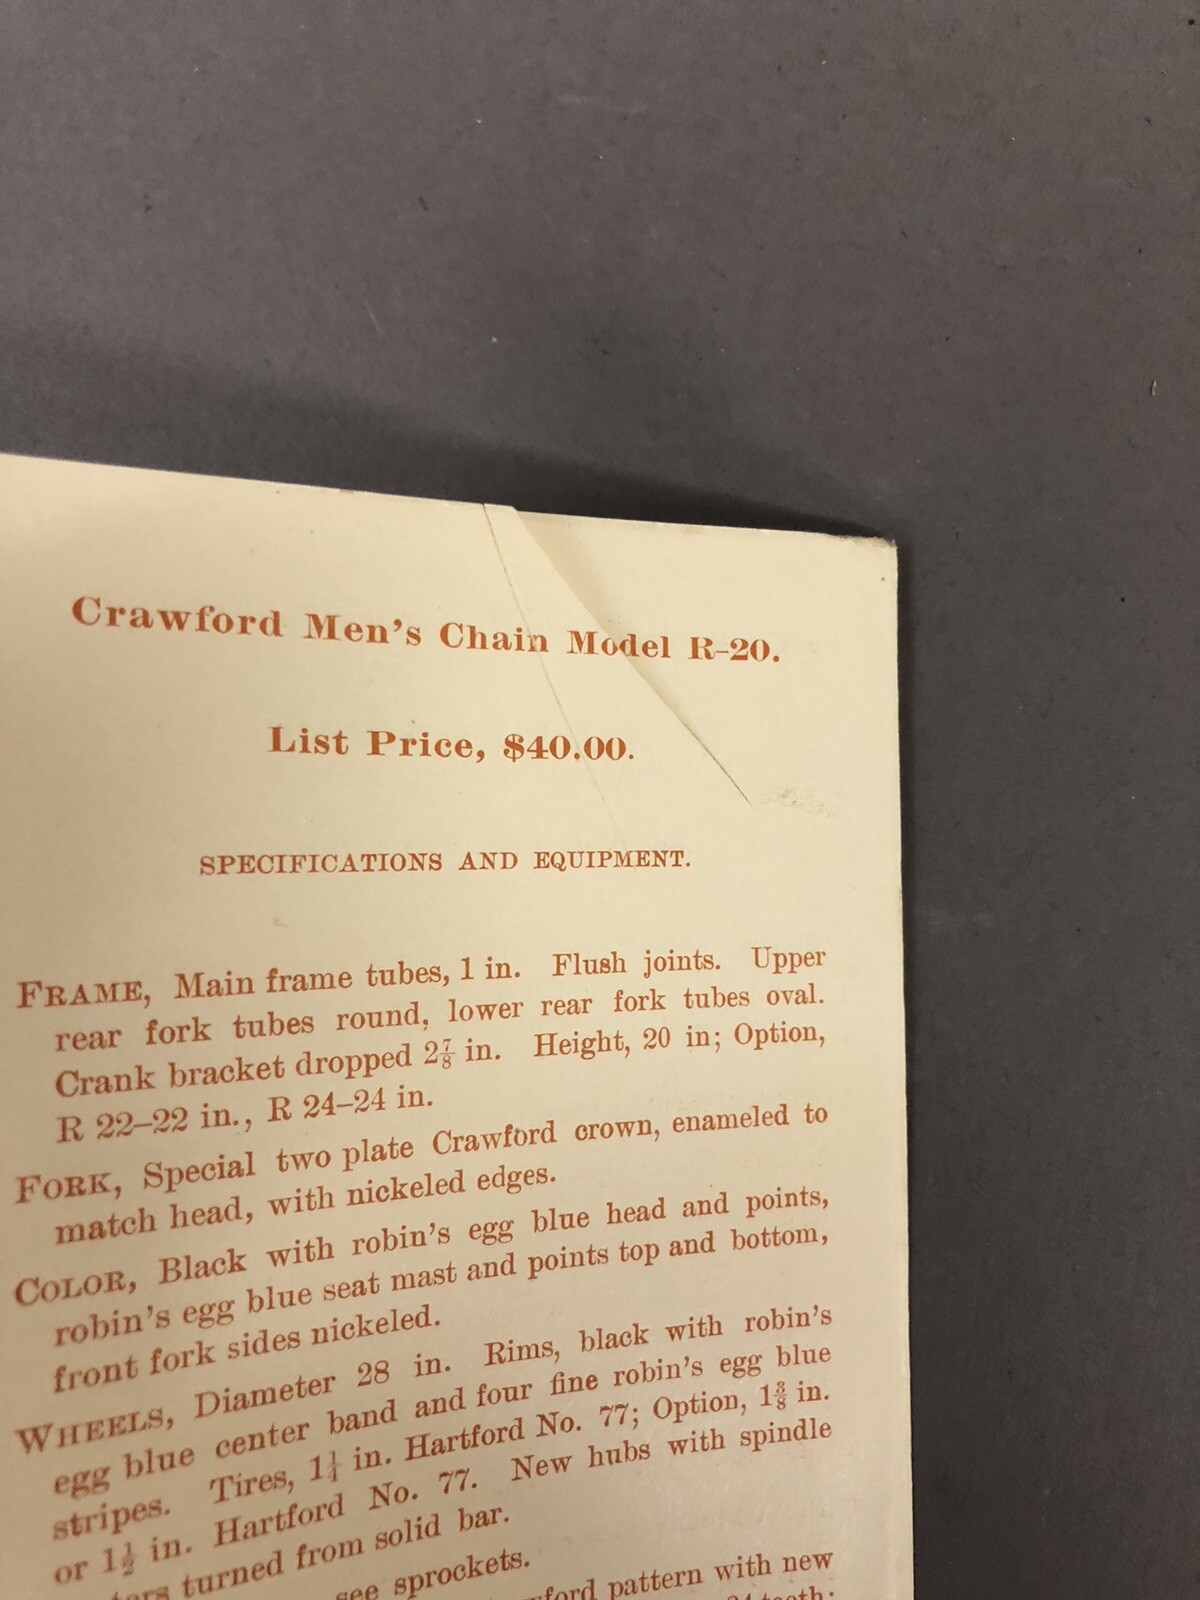 Crawford Men's Chain Model R-20.
List Price, $40.00.
SPECIFICATIONS AND EQUIPMENT.
FRAME, Main frame tubes, 1 in. Flush joints. Upper
rear fork tubes round, lower rear fork tubes oval.
Crank bracket dropped 2⅞ in. Height, 20 in; Option,
R 22–22 in., R 24–24 in.
FORK, Special two plate Crawford crown, enameled to
match head, with nickeled edges.
COLOR, Black with robin's egg blue head and points,
robin's egg blue seat mast and points top and bottom,
front fork sides nickeled.
WHEELS, Diameter 28 in. Rims, black with robin's
egg blue center band and four fine robin's egg blue
stripes. Tires, 1¼ in. Hartford No. 77; Option, 1⅜ in.
or 1½ in. Hartford No. 77. New hubs with spindle
turned from solid bar.
see sprockets.
pattern with new